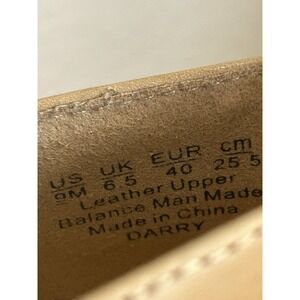 US UK EUR cm
9M 6.5 40 25.5
Leather Upper
Balance Man Made
Made in China
DARRY